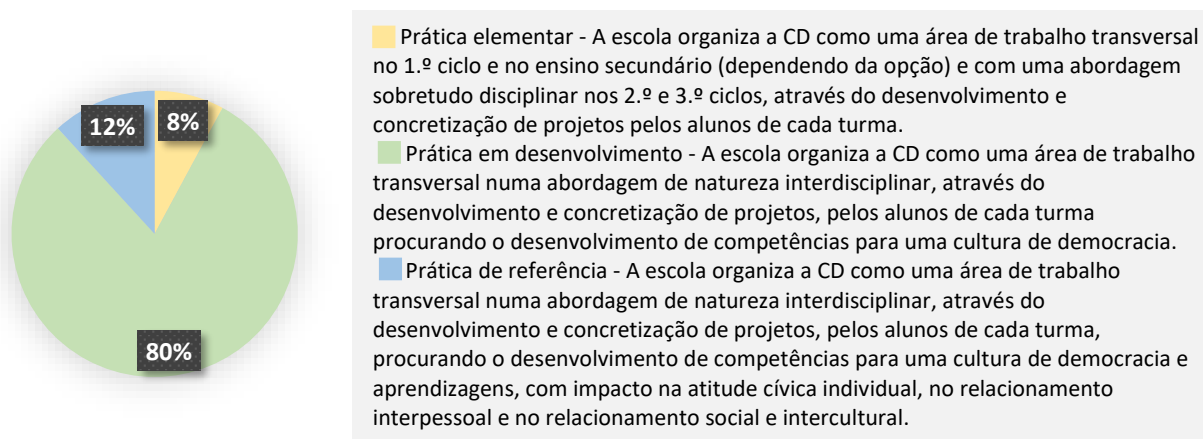 12%
8%
80%
Prática elementar - A escola organiza a CD como uma área de trabalho transversal
no 1.º ciclo e no ensino secundário (dependendo da opção) e com uma abordagem
sobretudo disciplinar nos 2.º e 3.º ciclos, através do desenvolvimento e
concretização de projetos pelos alunos de cada turma.
Prática em desenvolvimento - A escola organiza a CD como uma área de trabalho
transversal numa abordagem de natureza interdisciplinar, através do
desenvolvimento e concretização de projetos, pelos alunos de cada turma
procurando o desenvolvimento de competências para uma cultura de democracia.
Prática de referência - A escola organiza a CD como uma área de trabalho
transversal numa abordagem de natureza interdisciplinar, através do
desenvolvimento e concretização de projetos, pelos alunos de cada turma,
procurando o desenvolvimento de competências para uma cultura de democracia e
aprendizagens, com impacto na atitude cívica individual, no relacionamento
interpessoal e no relacionamento social e intercultural.